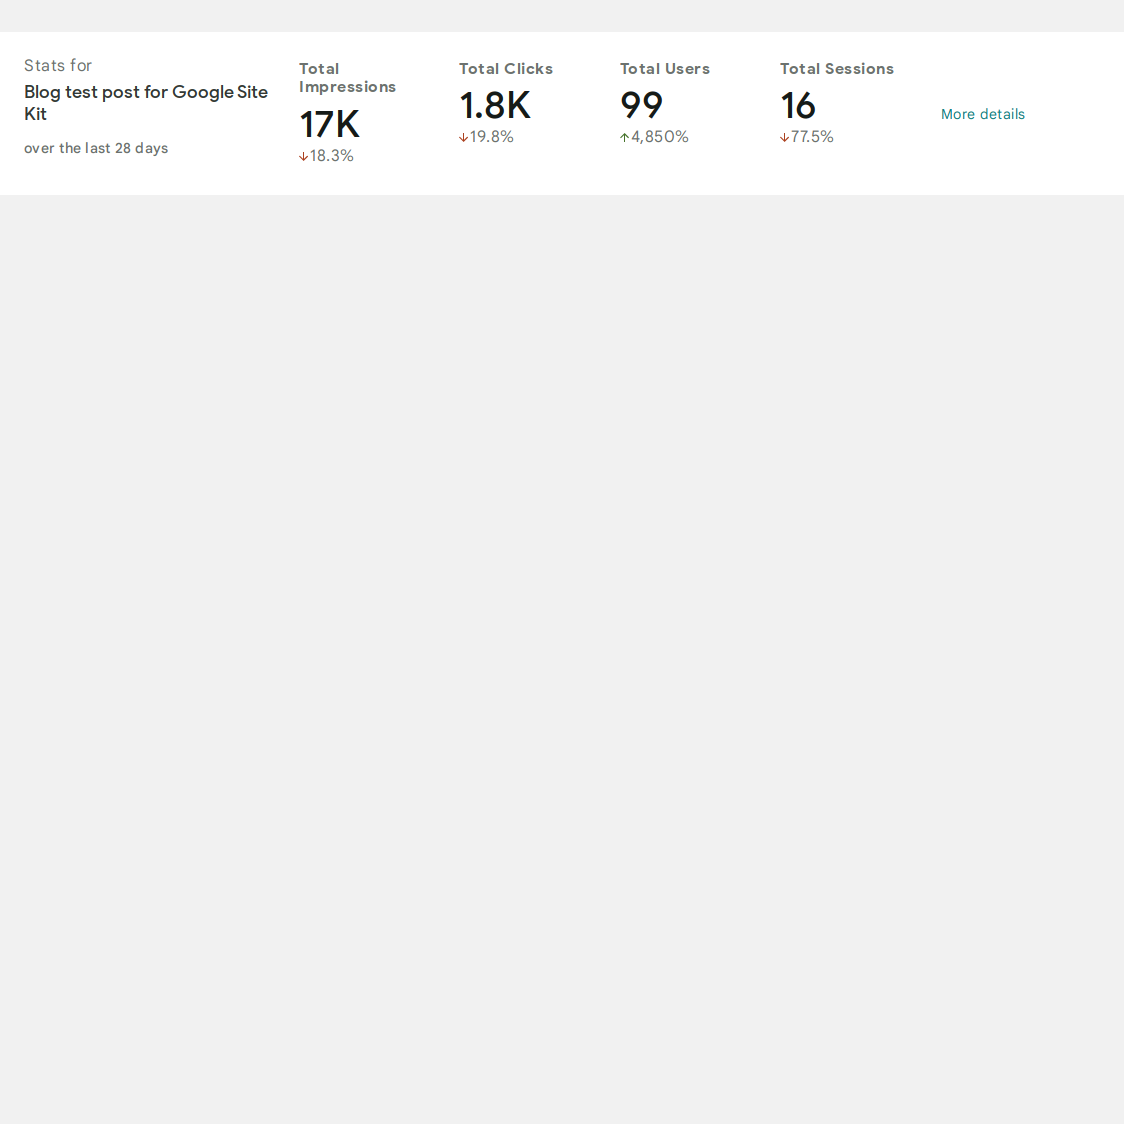 Stats for
Blog test post for Google Site
Kit
over the last 28 days
Total
Impressions
17K
↓18.3%
Total Clicks
1.8K
↓19.8%
Total Users
99
↑4,850%
Total Sessions
16
↓77.5%
More details